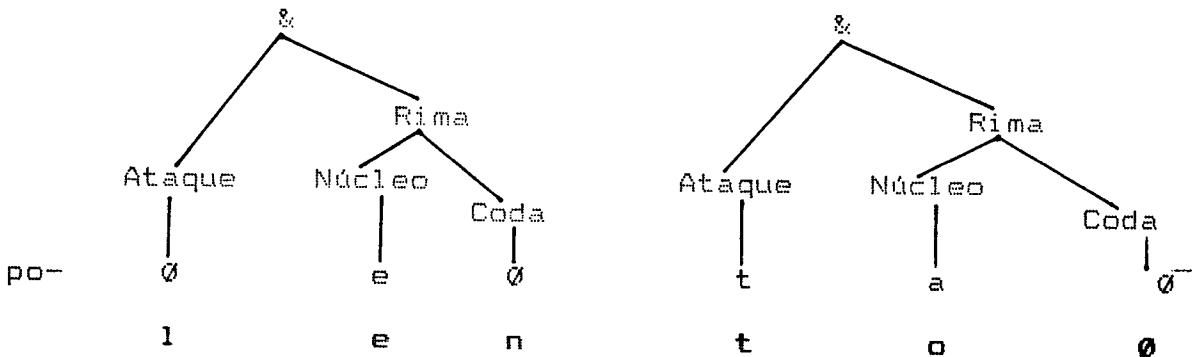 & &
Rima Rima
Ataque Núcleo Ataque Núcleo
Coda Coda
po- Ø e Ø t a Ø-
l e n t o Ø